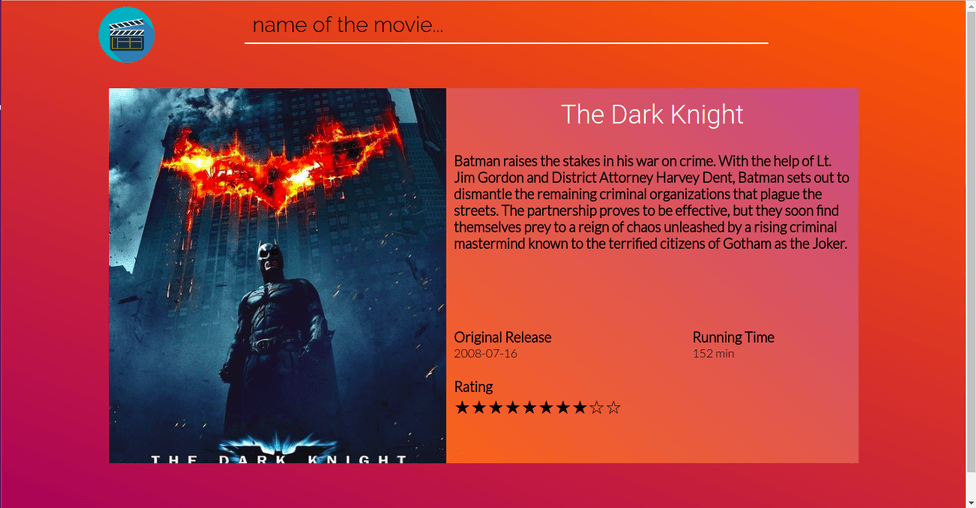 name of the movie...
The Dark Knight
Batman raises the stakes in his war on crime. With the help of Lt.
Jim Gordon and District Attorney Harvey Dent, Batman sets out to
dismantle the remaining criminal organizations that plague the
streets. The partnership proves to be effective, but they soon find
themselves prey to a reign of chaos unleashed by a rising criminal
mastermind known to the terrified citizens of Gotham as the Joker.
Original Release
2008-07-16
Running Time
152 min
Rating
★★★★★★★★☆☆
THE DARK KNIGHT